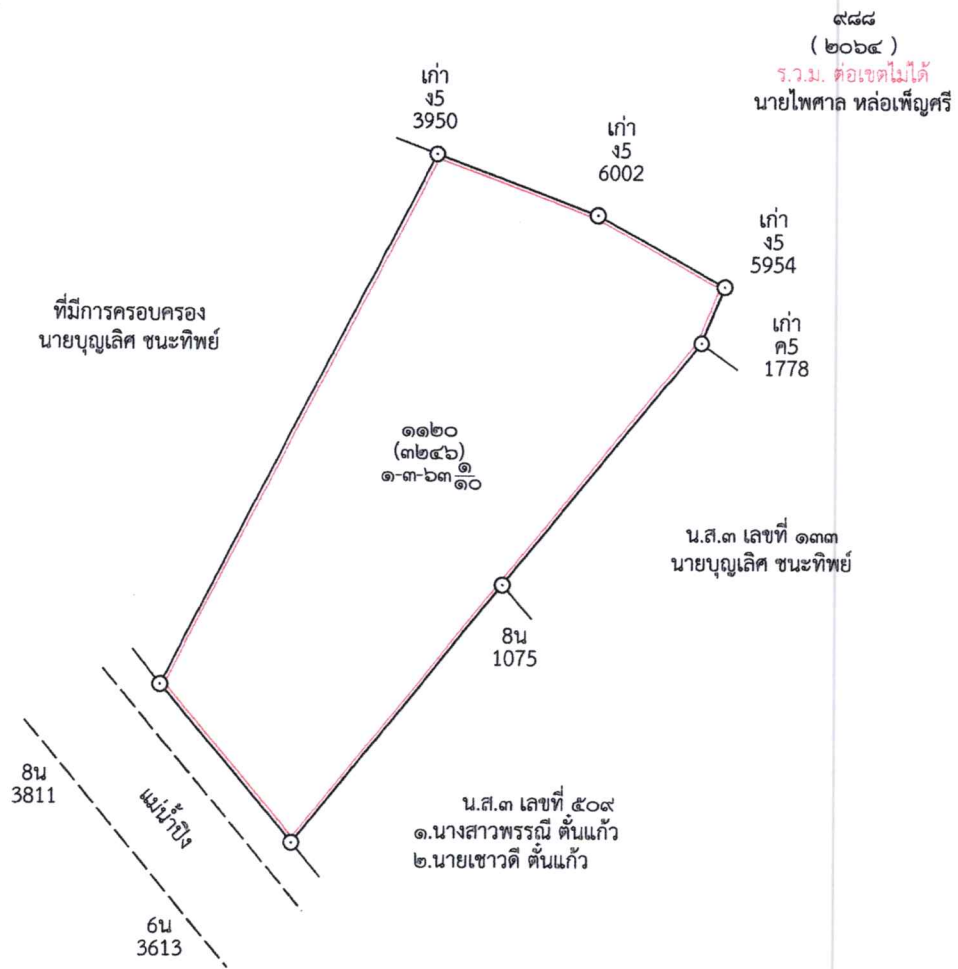 ๙๘๘
( ๒๐๖๔ )
ร.ว.ม. ต่อเขตไม่ได้
นายไพศาล หล่อเพ็ญศรี
เก่า
ง5
3950
เก่า
ง5
6002
เก่า
ง5
5954
เก่า
ค5
1778
ที่มีการครอบครอง
นายบุญเลิศ ชนะทิพย์
๑๑๒๐
(๓๒๔๖)
๑-๓-๖๓ ๑/๑๐
น.ส.๓ เลขที่ ๑๓๓
นายบุญเลิศ ชนะทิพย์
8น
1075
8น
3811
แม่น้ำปิง
น.ส.๓ เลขที่ ๕๐๙
๑.นางสาวพรรณี ตั๋นแก้ว
๒.นายเชาวดี ตั๋นแก้ว
6น
3613